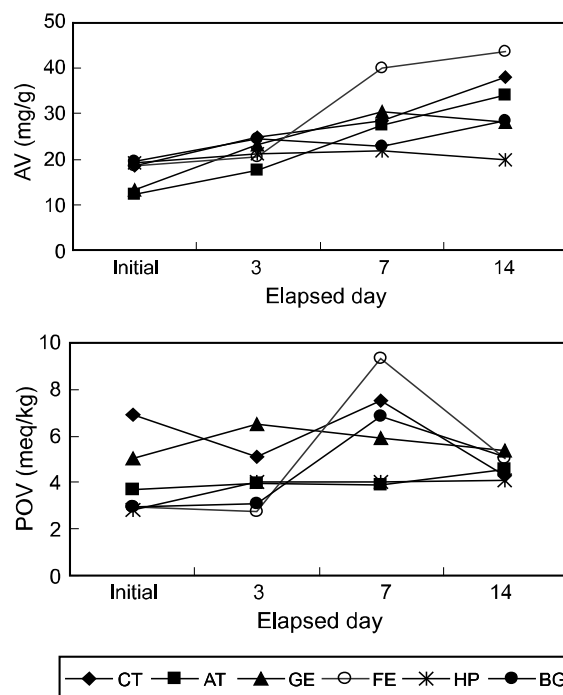 50
40
30
20
10
0
AV (mg/g)
Initial 3 7 14
Elapsed day
10
8
6
4
2
0
POV (meq/kg)
Initial 3 7 14
Elapsed day
CT AT GE FE HP BG